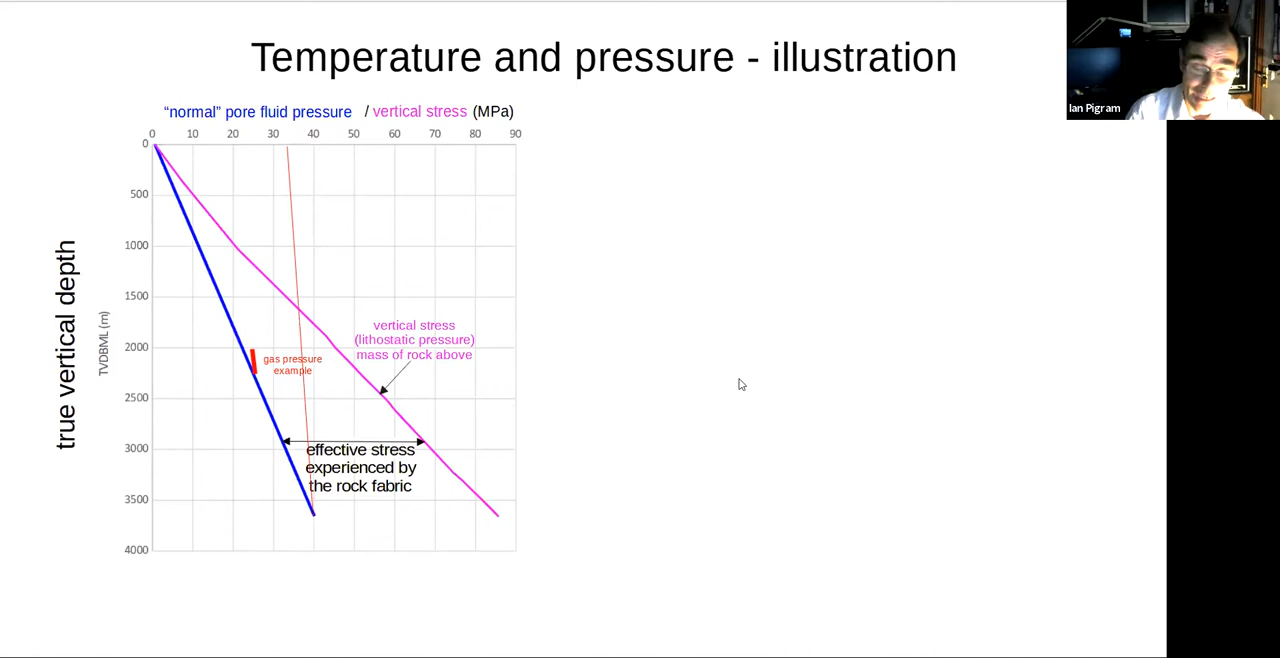 Temperature and pressure - illustration
Ian Pigram
“normal” pore fluid pressure / vertical stress (MPa)
0 10 20 30 40 50 60 70 80 90
0
500
1000
1500
2000
2500
3000
3500
4000
true vertical depth
TVDBML (m)
vertical stress
(lithostatic pressure)
mass of rock above
gas pressure
example
effective stress
experienced by
the rock fabric